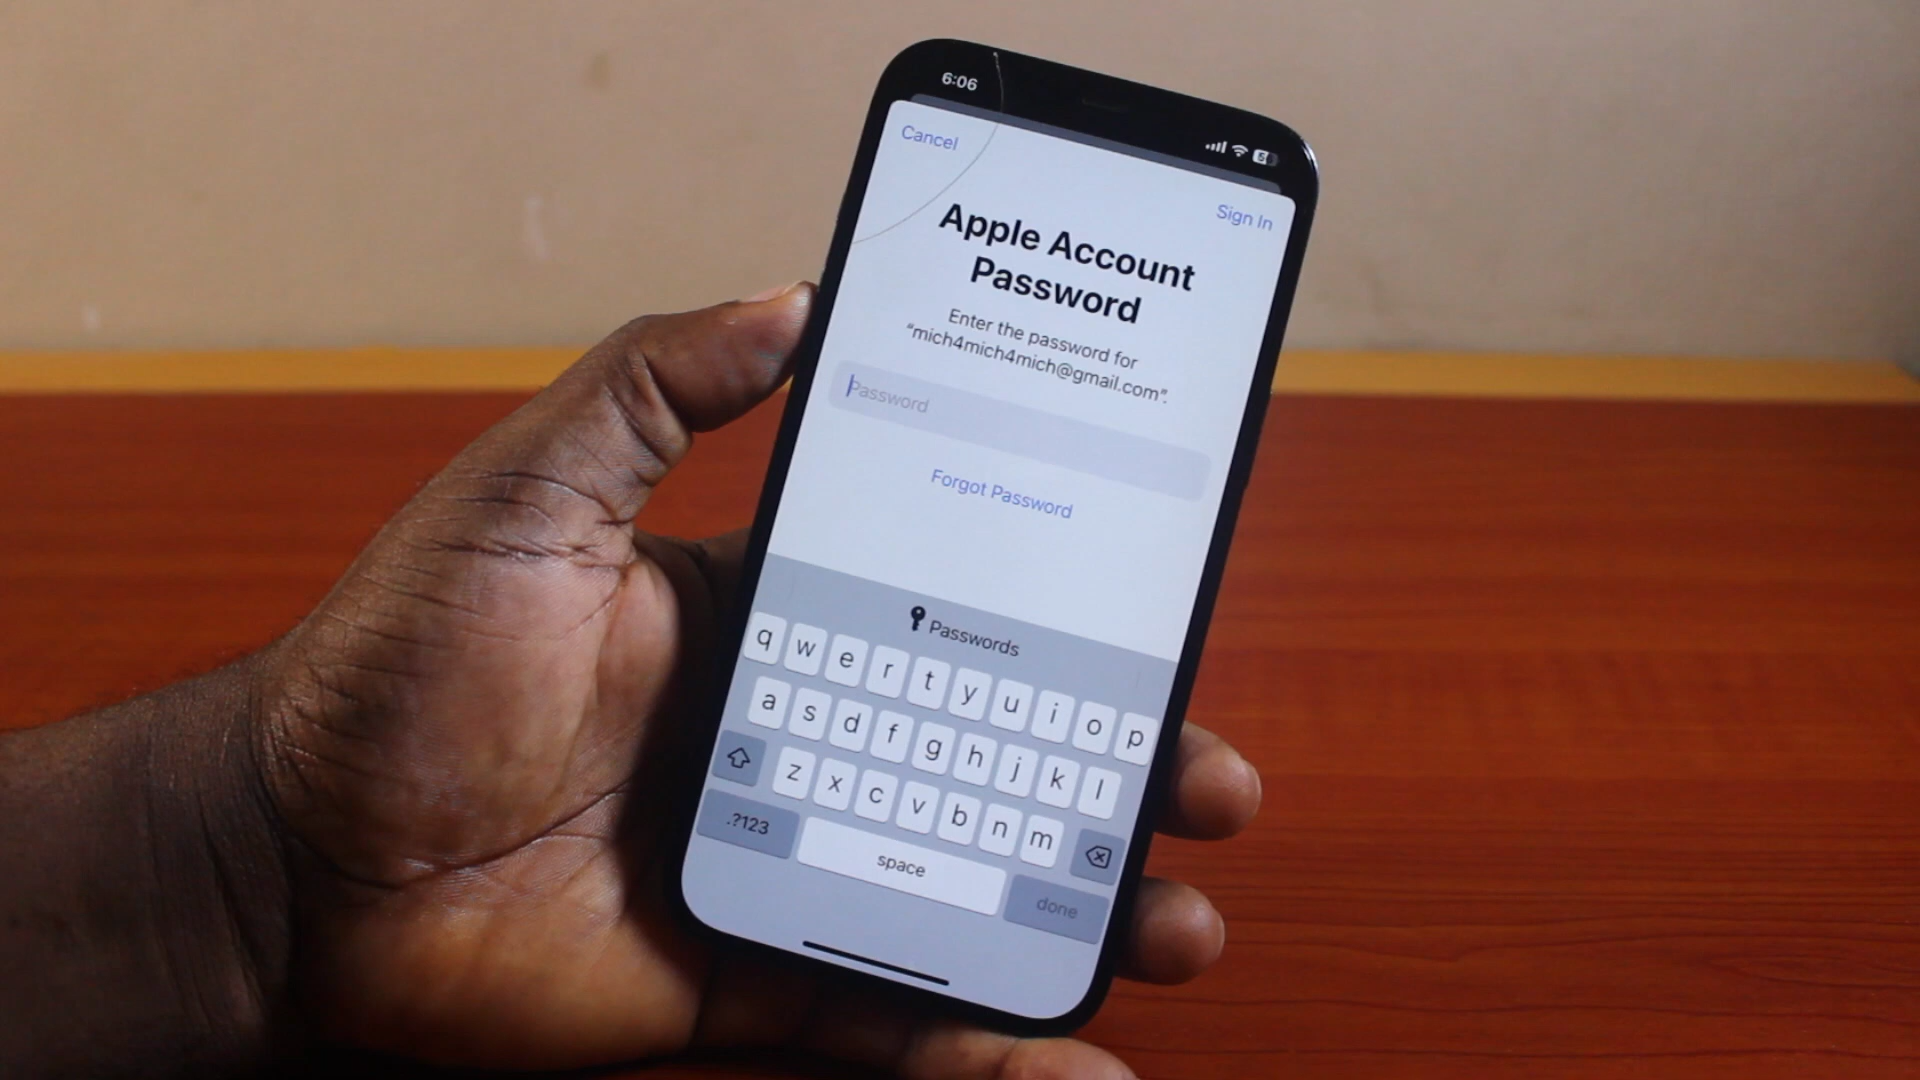 6:06
Cancel
Sign In
Apple Account
Password
Enter the password for
“mich4mich4mich@gmail.com”.
Password
Forgot Password
Passwords
q w e r t y u i o p
a s d f g h j k l
z x c v b n m
.?123 space done